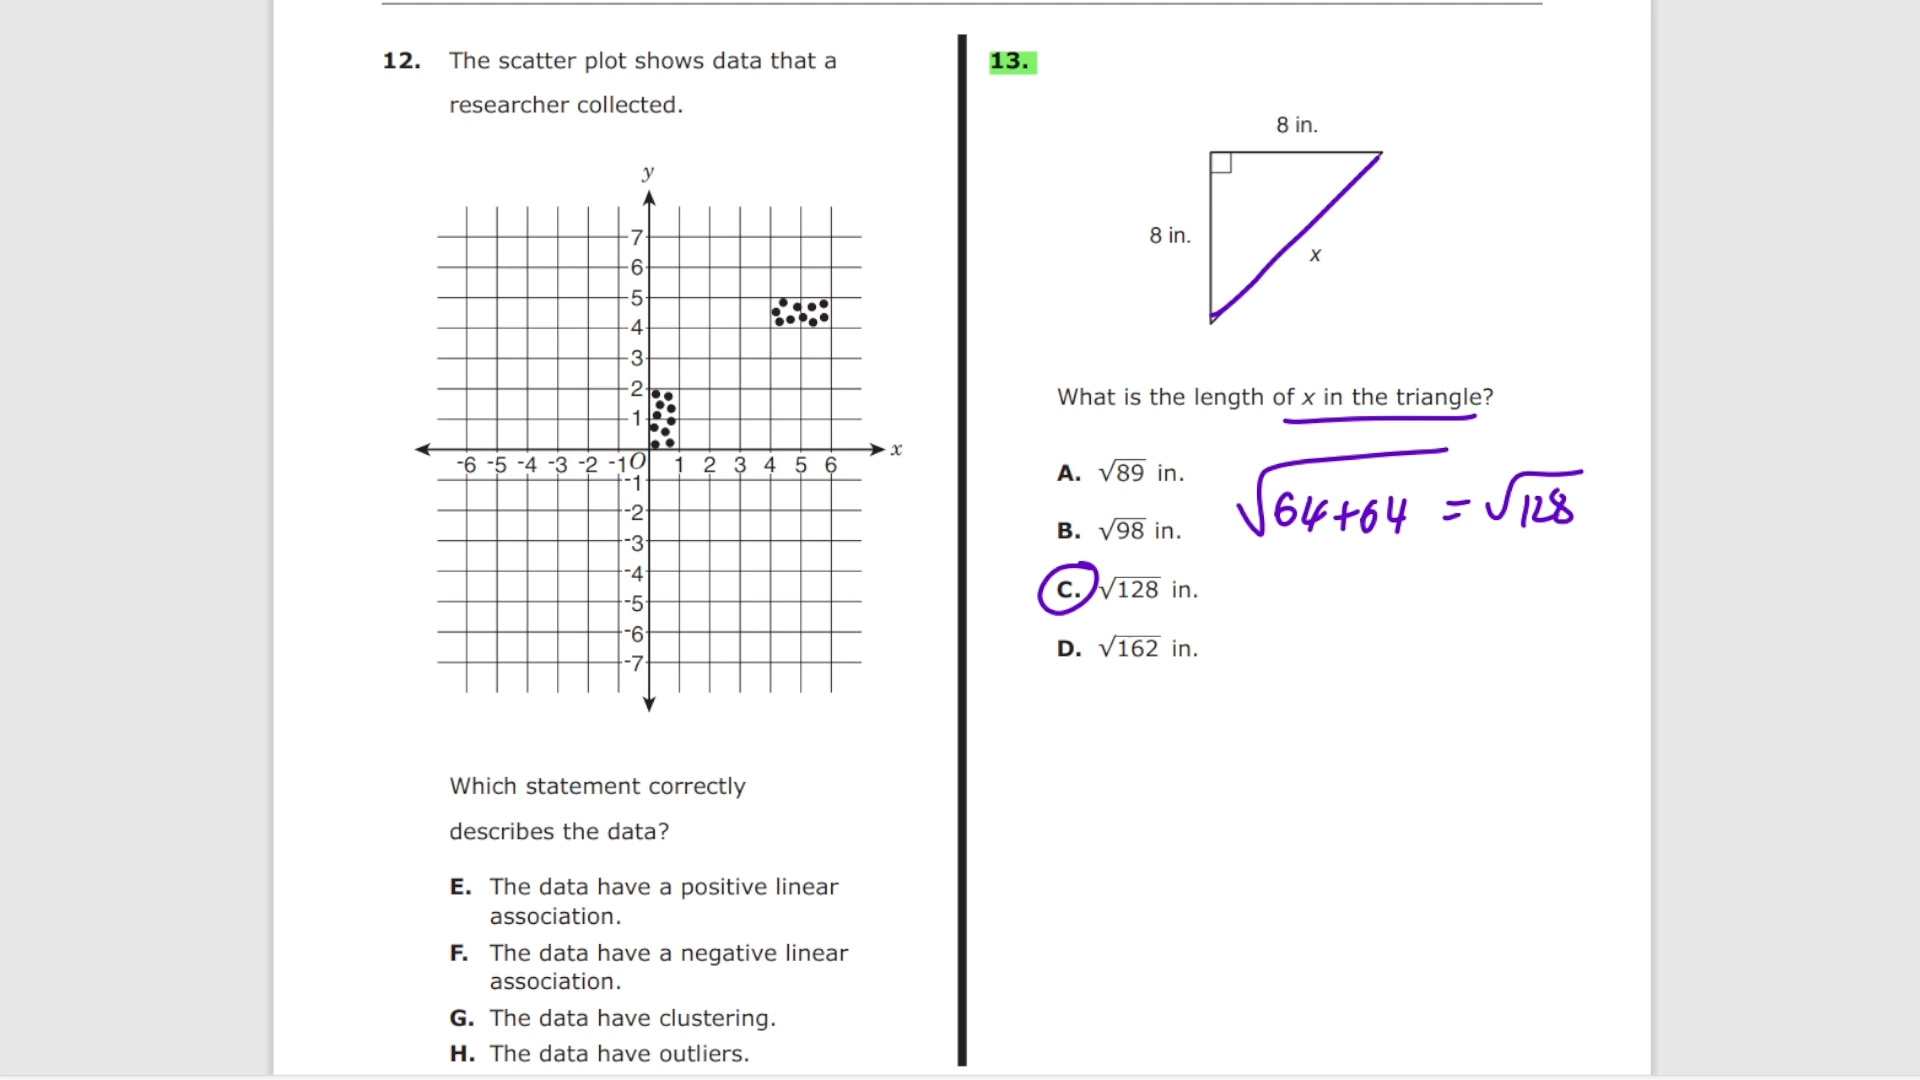 12. The scatter plot shows data that a
researcher collected.
y
7
6
5
4
3
2
1
-6 -5 -4 -3 -2 -1 O 1 2 3 4 5 6 x
-1
-2
-3
-4
-5
-6
-7
Which statement correctly
describes the data?
E. The data have a positive linear
association.
F. The data have a negative linear
association.
G. The data have clustering.
H. The data have outliers.
13.
8 in.
8 in.
x
What is the length of x in the triangle?
A. √89 in.
√64+64 = √128
B. √98 in.
C. √128 in.
D. √162 in.